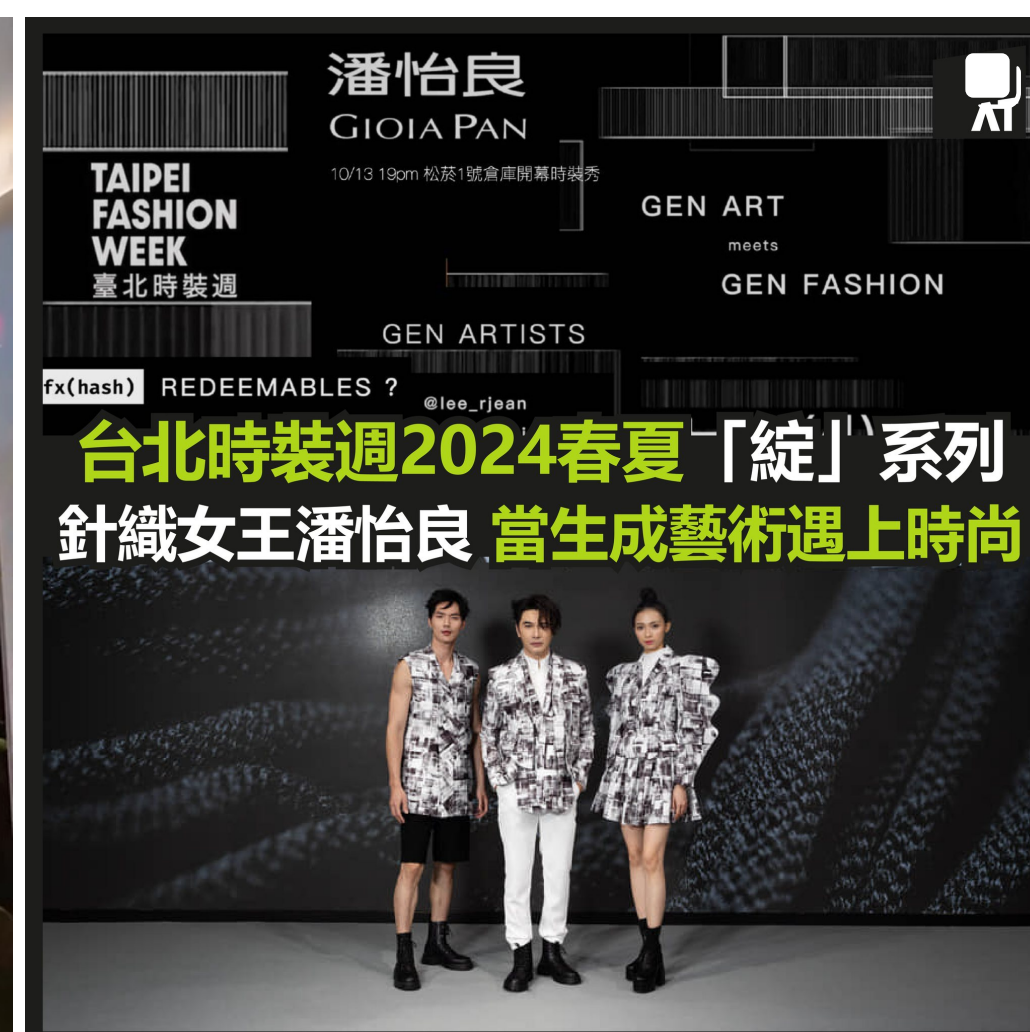 潘怡良
GIOIA PAN
10/13 19pm 松菸1號倉庫開幕時裝秀
TAIPEI
FASHION
WEEK
臺北時裝週
GEN ART
meets
GEN FASHION
GEN ARTISTS
fx(hash) REDEEMABLES ?
@lee_rjean
台北時裝週2024春夏「綻」系列
針織女王潘怡良 當生成藝術遇上時尚
AT